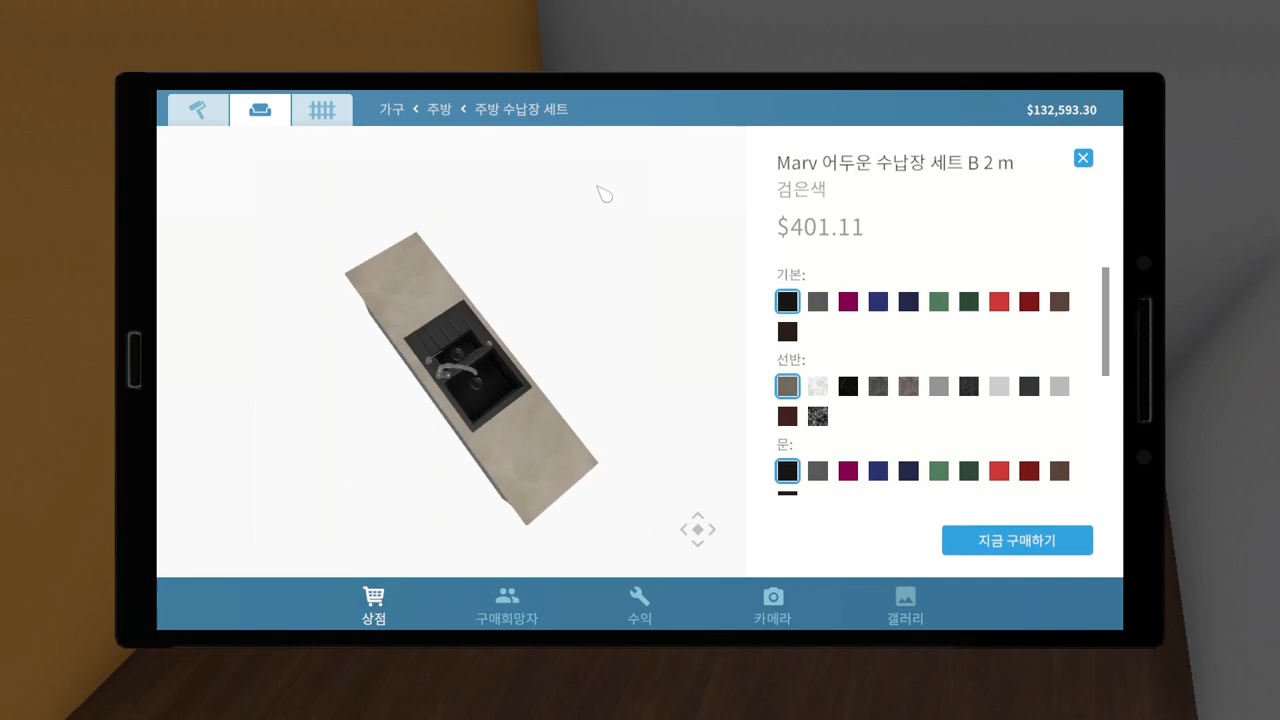 가구 < 주방 < 주방 수납장 세트
$132,593.30
Marv 어두운 수납장 세트 B 2 m
검은색
$401.11
기본:
선반:
문:
지금 구매하기
상점
구매희망자
수익
카메라
갤러리